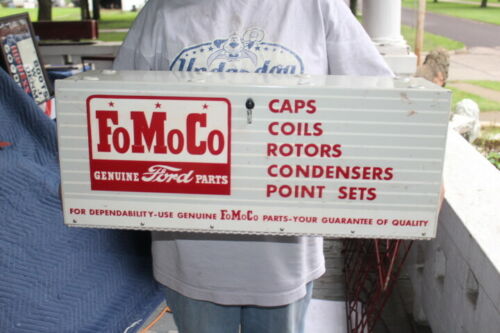 Underdog
FoMoCo
GENUINE Ford PARTS
CAPS
COILS
ROTORS
CONDENSERS
POINT SETS
FOR DEPENDABILITY-USE GENUINE FoMoCo PARTS-YOUR GUARANTEE OF QUALITY